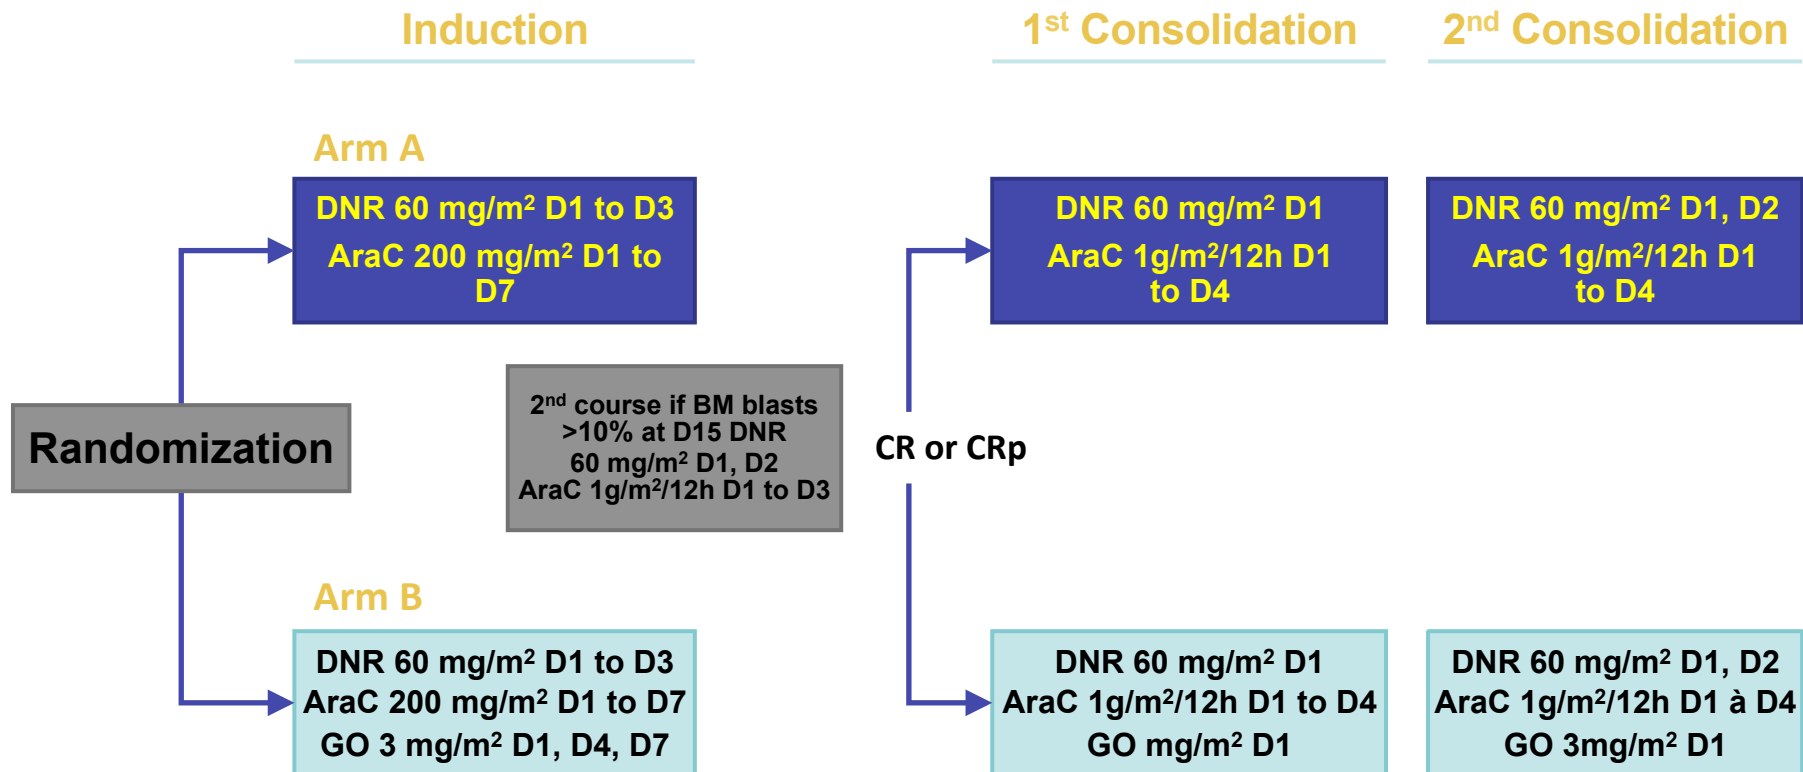 Induction
1st Consolidation
2nd Consolidation
Arm A
DNR 60 mg/m² D1 to D3
AraC 200 mg/m² D1 to
D7
DNR 60 mg/m² D1
AraC 1g/m²/12h D1
to D4
DNR 60 mg/m² D1, D2
AraC 1g/m²/12h D1
to D4
Randomization
2nd course if BM blasts
>10% at D15 DNR
60 mg/m² D1, D2
AraC 1g/m²/12h D1 to D3
CR or CRp
Arm B
DNR 60 mg/m² D1 to D3
AraC 200 mg/m² D1 to D7
GO 3 mg/m² D1, D4, D7
DNR 60 mg/m² D1
AraC 1g/m²/12h D1 to D4
GO mg/m² D1
DNR 60 mg/m² D1, D2
AraC 1g/m²/12h D1 à D4
GO 3mg/m² D1